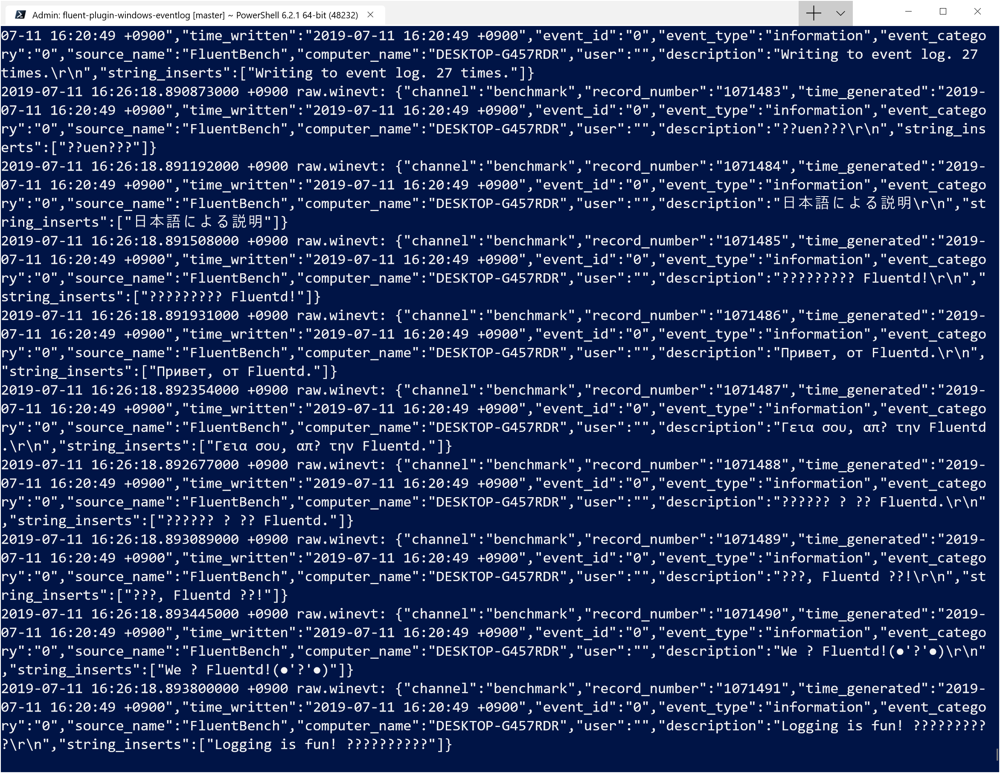 Admin: fluent-plugin-windows-eventlog [master] ~ PowerShell 6.2.1 64-bit (48232)
07-11 16:20:49 +0900","time_written":"2019-07-11 16:20:49 +0900","event_id":"0","event_type":"information","event_catego
ry":"0","source_name":"FluentBench","computer_name":"DESKTOP-G457RDR","user":"","description":"Writing to event log. 27
times.\r\n","string_inserts":["Writing to event log. 27 times."]}
2019-07-11 16:26:18.890873000 +0900 raw.winevt: {"channel":"benchmark","record_number":"1071483","time_generated":"2019-
07-11 16:20:49 +0900","time_written":"2019-07-11 16:20:49 +0900","event_id":"0","event_type":"information","event_catego
ry":"0","source_name":"FluentBench","computer_name":"DESKTOP-G457RDR","user":"","description":"??uen???\r\n","string_ins
erts":["??uen???"]}
2019-07-11 16:26:18.891192000 +0900 raw.winevt: {"channel":"benchmark","record_number":"1071484","time_generated":"2019-
07-11 16:20:49 +0900","time_written":"2019-07-11 16:20:49 +0900","event_id":"0","event_type":"information","event_catego
ry":"0","source_name":"FluentBench","computer_name":"DESKTOP-G457RDR","user":"","description":"日本語による説明\r\n","st
ring_inserts":["日本語による説明"]}
2019-07-11 16:26:18.891508000 +0900 raw.winevt: {"channel":"benchmark","record_number":"1071485","time_generated":"2019-
07-11 16:20:49 +0900","time_written":"2019-07-11 16:20:49 +0900","event_id":"0","event_type":"information","event_catego
ry":"0","source_name":"FluentBench","computer_name":"DESKTOP-G457RDR","user":"","description":"????????? Fluentd!\r\n","
string_inserts":["????????? Fluentd!"]}
2019-07-11 16:26:18.891931000 +0900 raw.winevt: {"channel":"benchmark","record_number":"1071486","time_generated":"2019-
07-11 16:20:49 +0900","time_written":"2019-07-11 16:20:49 +0900","event_id":"0","event_type":"information","event_catego
ry":"0","source_name":"FluentBench","computer_name":"DESKTOP-G457RDR","user":"","description":"Привет, от Fluentd.\r\n",
"string_inserts":["Привет, от Fluentd."]}
2019-07-11 16:26:18.892354000 +0900 raw.winevt: {"channel":"benchmark","record_number":"1071487","time_generated":"2019-
07-11 16:20:49 +0900","time_written":"2019-07-11 16:20:49 +0900","event_id":"0","event_type":"information","event_catego
ry":"0","source_name":"FluentBench","computer_name":"DESKTOP-G457RDR","user":"","description":"Γεια σου, απ? την Fluentd
.\r\n","string_inserts":["Γεια σου, απ? την Fluentd."]}
2019-07-11 16:26:18.892677000 +0900 raw.winevt: {"channel":"benchmark","record_number":"1071488","time_generated":"2019-
07-11 16:20:49 +0900","time_written":"2019-07-11 16:20:49 +0900","event_id":"0","event_type":"information","event_catego
ry":"0","source_name":"FluentBench","computer_name":"DESKTOP-G457RDR","user":"","description":"?????? ? ?? Fluentd.\r\n"
,"string_inserts":["?????? ? ?? Fluentd."]}
2019-07-11 16:26:18.893089000 +0900 raw.winevt: {"channel":"benchmark","record_number":"1071489","time_generated":"2019-
07-11 16:20:49 +0900","time_written":"2019-07-11 16:20:49 +0900","event_id":"0","event_type":"information","event_catego
ry":"0","source_name":"FluentBench","computer_name":"DESKTOP-G457RDR","user":"","description":"???, Fluentd ??!\r\n","st
ring_inserts":["???, Fluentd ??!"]}
2019-07-11 16:26:18.893445000 +0900 raw.winevt: {"channel":"benchmark","record_number":"1071490","time_generated":"2019-
07-11 16:20:49 +0900","time_written":"2019-07-11 16:20:49 +0900","event_id":"0","event_type":"information","event_catego
ry":"0","source_name":"FluentBench","computer_name":"DESKTOP-G457RDR","user":"","description":"We ? Fluentd!(●'?'●)\r\n"
,"string_inserts":["We ? Fluentd!(●'?'●)"]}
2019-07-11 16:26:18.893800000 +0900 raw.winevt: {"channel":"benchmark","record_number":"1071491","time_generated":"2019-
07-11 16:20:49 +0900","time_written":"2019-07-11 16:20:49 +0900","event_id":"0","event_type":"information","event_catego
ry":"0","source_name":"FluentBench","computer_name":"DESKTOP-G457RDR","user":"","description":"Logging is fun! ?????????
?\r\n","string_inserts":["Logging is fun! ??????????"]}